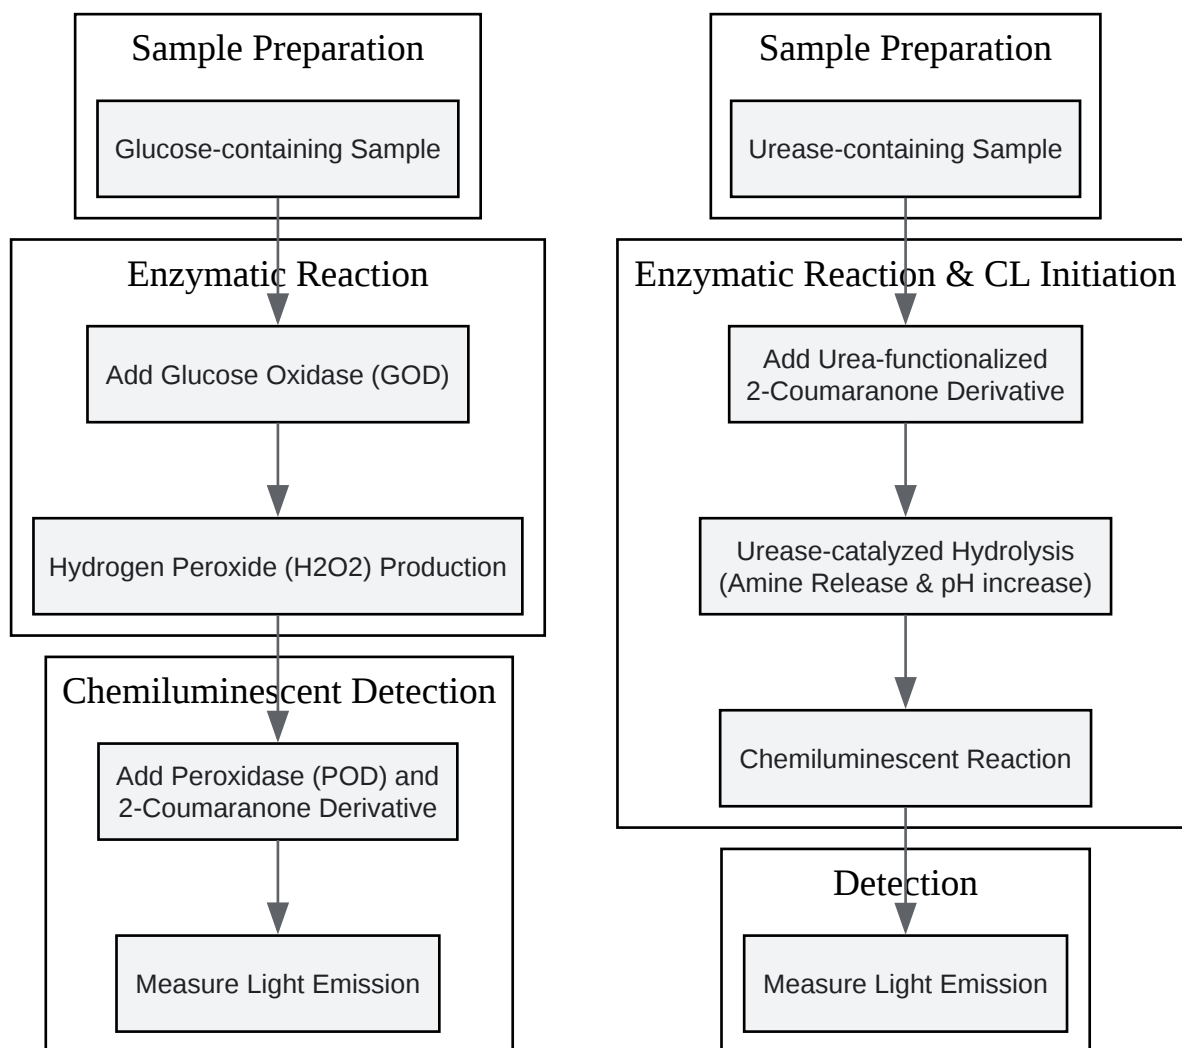 Sample Preparation
Glucose-containing Sample
Enzymatic Reaction
Add Glucose Oxidase (GOD)
Hydrogen Peroxide (H2O2) Production
Chemiluminescent Detection
Add Peroxidase (POD) and
2-Coumaranone Derivative
Measure Light Emission
Sample Preparation
Urease-containing Sample
Enzymatic Reaction & CL Initiation
Add Urea-functionalized
2-Coumaranone Derivative
Urease-catalyzed Hydrolysis
(Amine Release & pH increase)
Chemiluminescent Reaction
Detection
Measure Light Emission